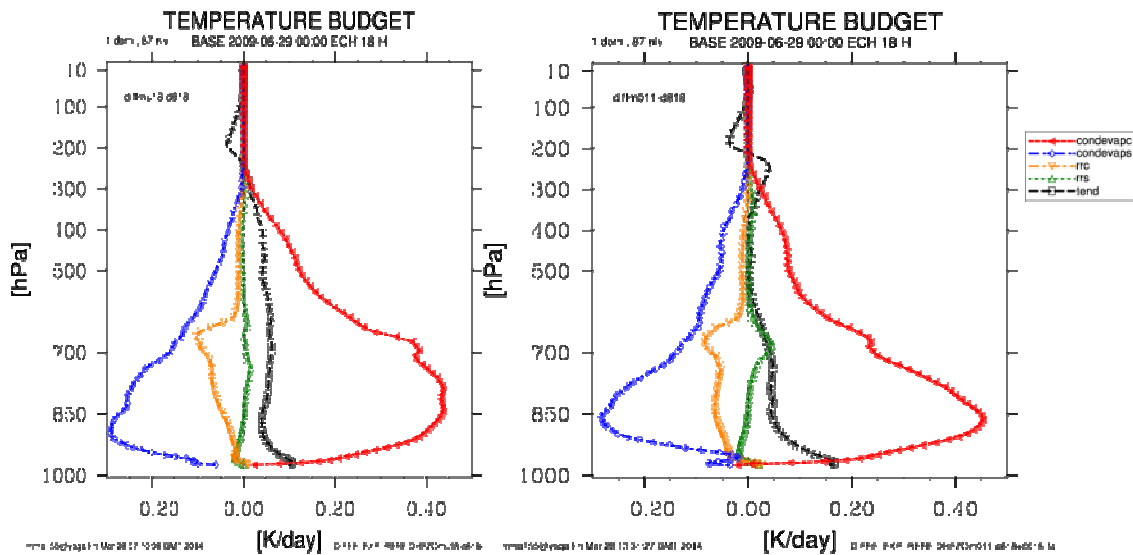 TEMPERATURE BUDGET
BASE 2009-06-29 00:00 ECH 18 H
10
100
200
300
400
500
700
850
1000
[hPa]
0.20
0.00
0.20
0.40
[K/day]
TEMPERATURE BUDGET
BASE 2009-06-29 00:00 ECH 18 H
10
100
200
300
400
500
700
850
1000
[hPa]
0.20
0.00
0.20
0.40
[K/day]
condevapc
condevaps
rrc
rrs
tend